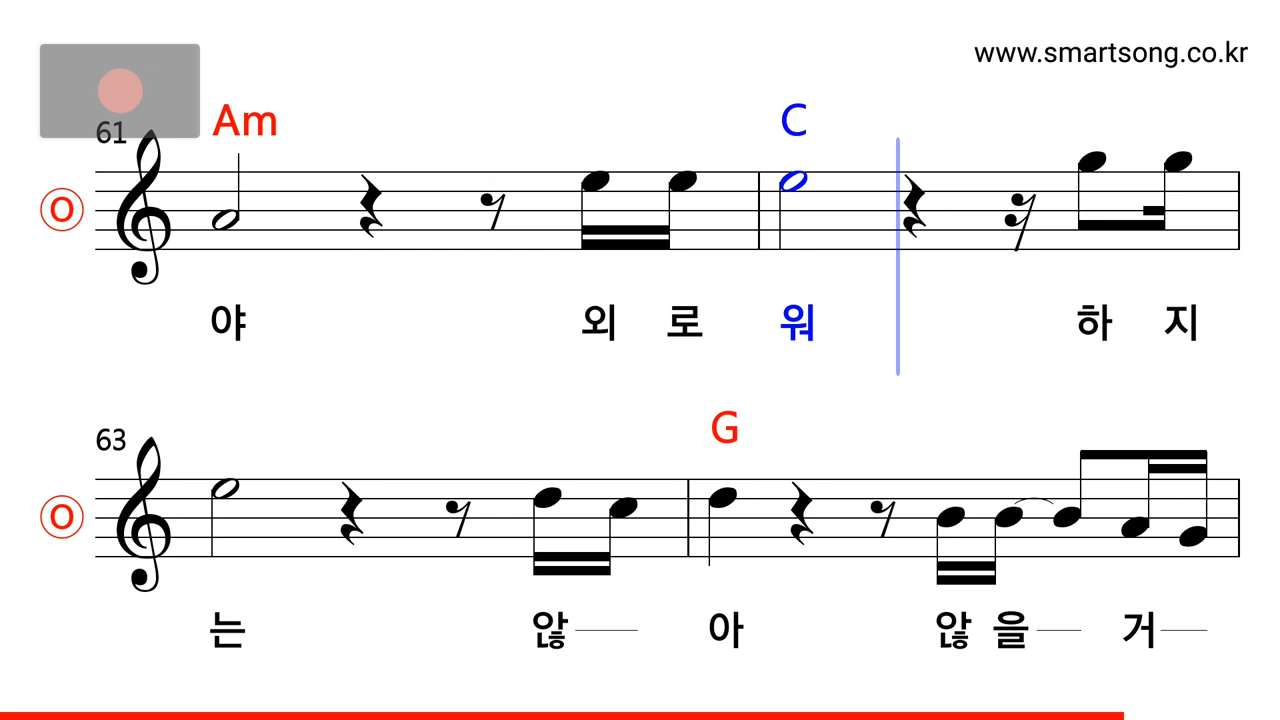 www.smartsong.co.kr
61 Am C
O
야 외 로 워 하 지
63 G
O
는 않 아 않 을 거